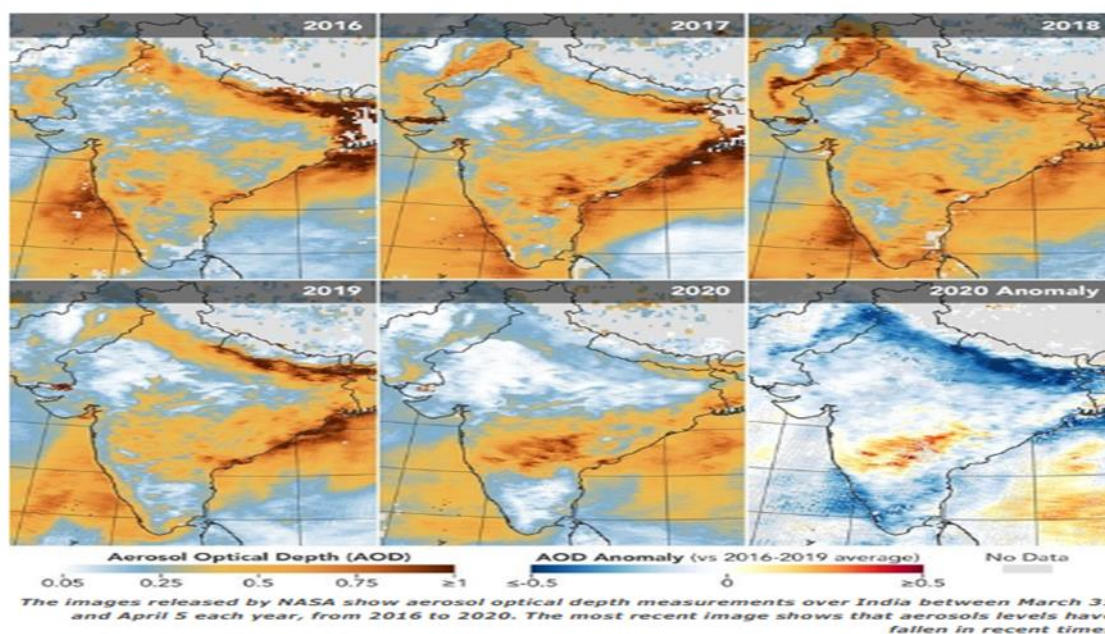 2016
2017
2018
2019
2020
2020 Anomaly
Aerosol Optical Depth (AOD)
AOD Anomaly (vs 2016-2019 average)
No Data
0.05 0.25 0.5 0.75 ≥1
≤-0.5 0 ≥0.5
The images released by NASA show aerosol optical depth measurements over India between March 31
and April 5 each year, from 2016 to 2020. The most recent image shows that aerosols levels have
fallen in recent time